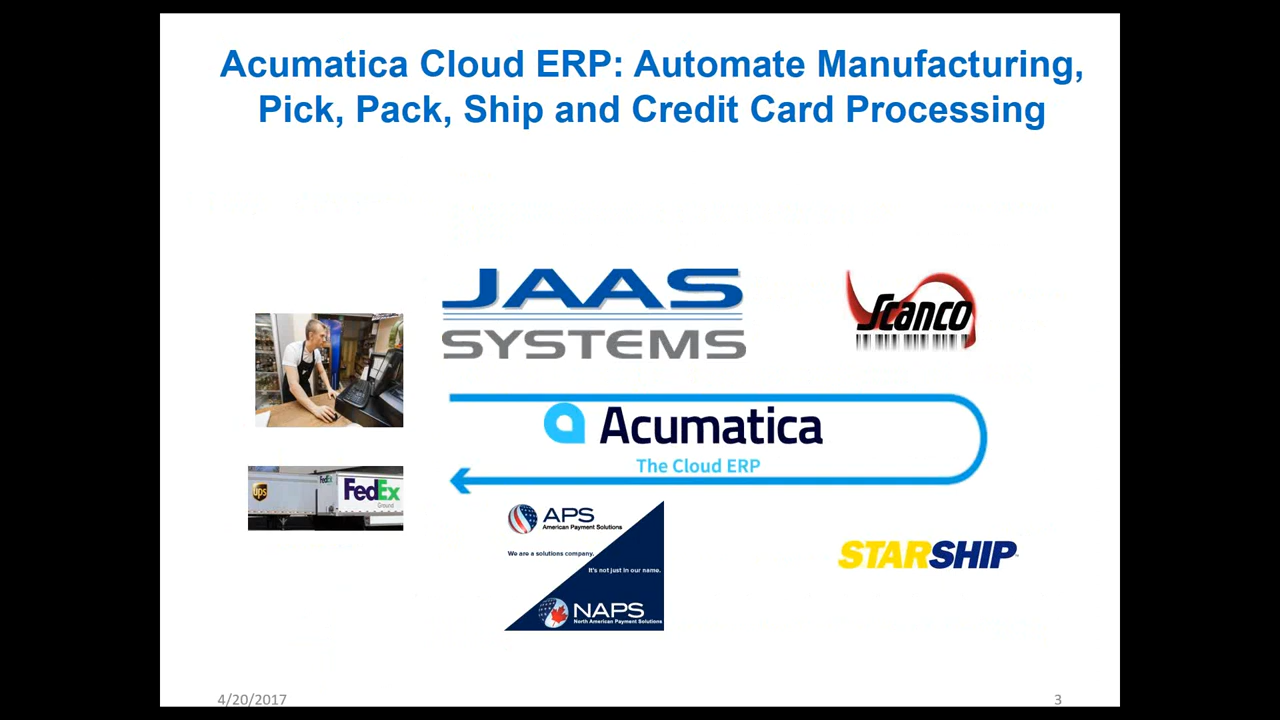 Acumatica Cloud ERP: Automate Manufacturing,
Pick, Pack, Ship and Credit Card Processing
JAAS
SYSTEMS
Scanco
Acumatica
The Cloud ERP
ups
FedEx
FedEx
Ground
APS
American Payment Solutions
We are a solutions company.
It's not just in our name.
NAPS
North American Payment Solutions
STARSHIP
4/20/2017
3